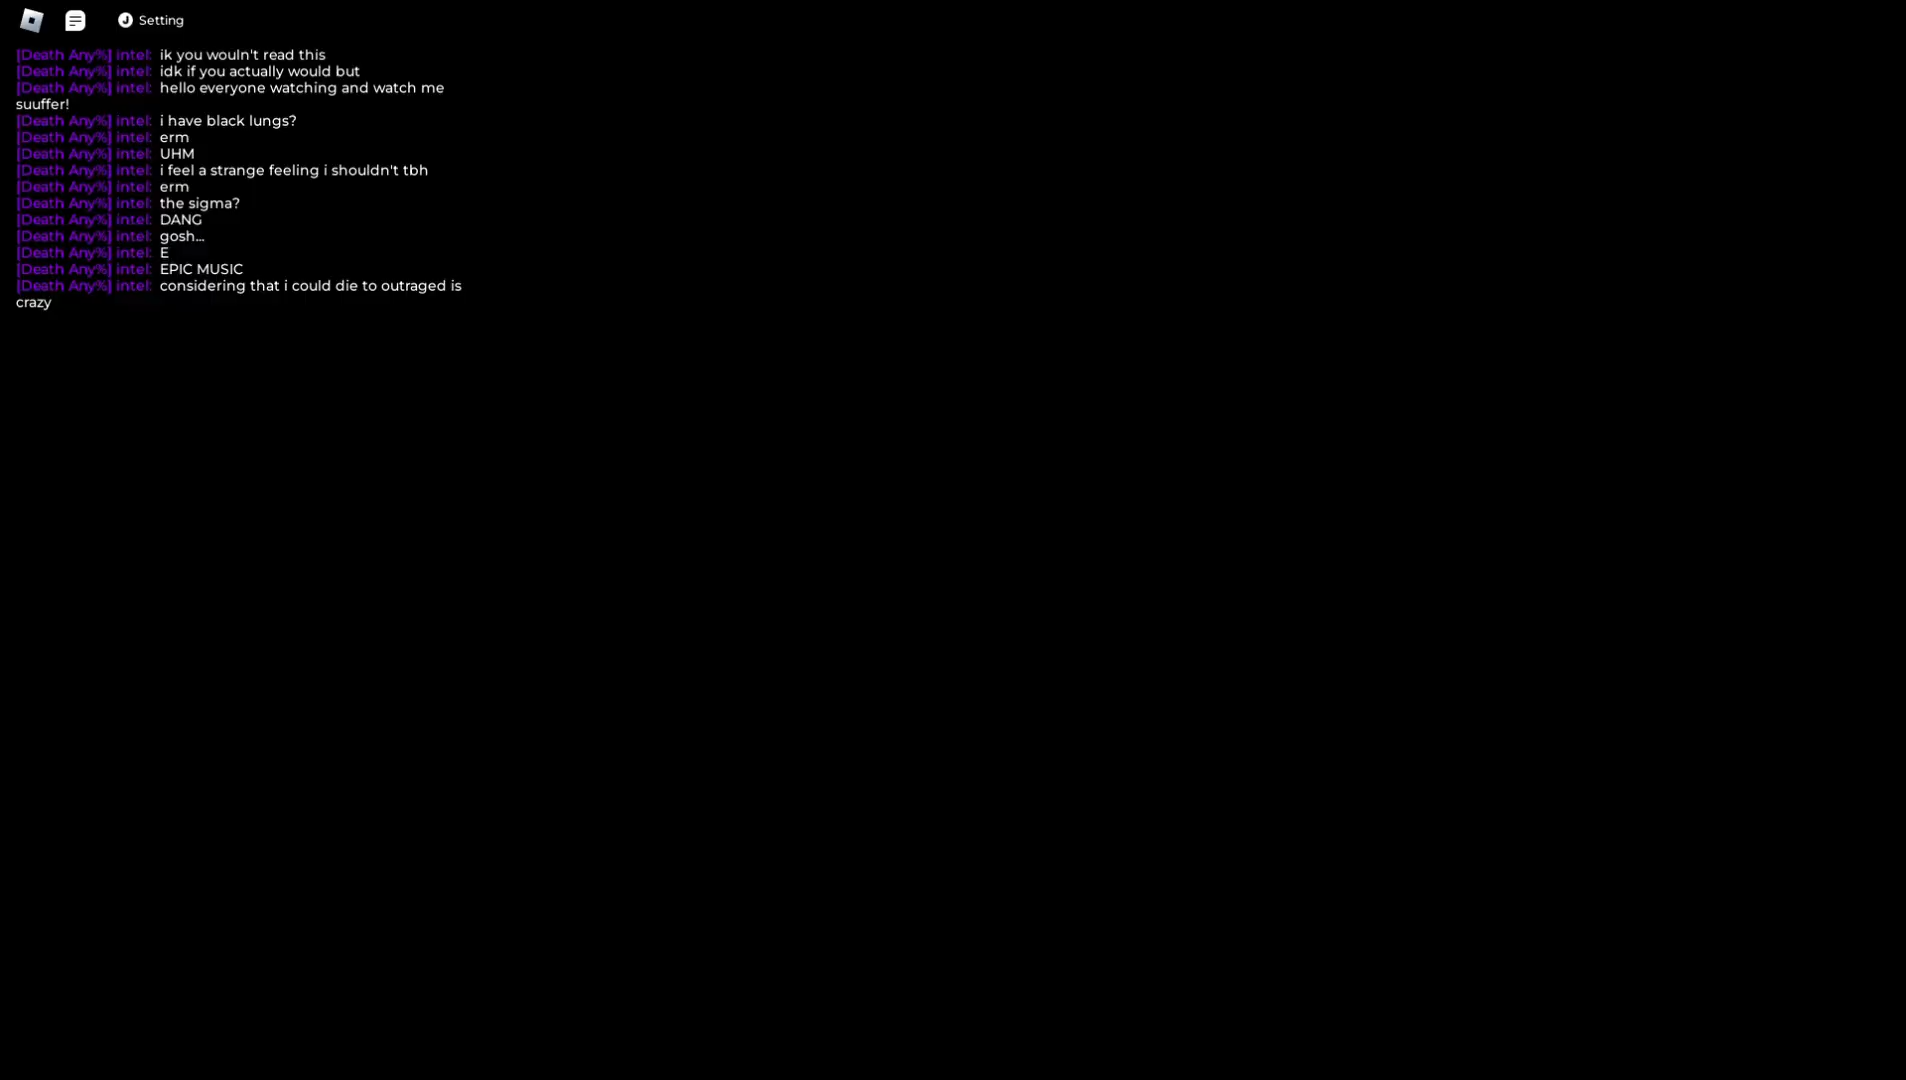 J Setting
[Death Any%] intel: ik you wouln't read this
[Death Any%] intel: idk if you actually would but
[Death Any%] intel: hello everyone watching and watch me
suuffer!
[Death Any%] intel: i have black lungs?
[Death Any%] intel: erm
[Death Any%] intel: UHM
[Death Any%] intel: i feel a strange feeling i shouldn't tbh
[Death Any%] intel: erm
[Death Any%] intel: the sigma?
[Death Any%] intel: DANG
[Death Any%] intel: gosh...
[Death Any%] intel: E
[Death Any%] intel: EPIC MUSIC
[Death Any%] intel: considering that i could die to outraged is
crazy